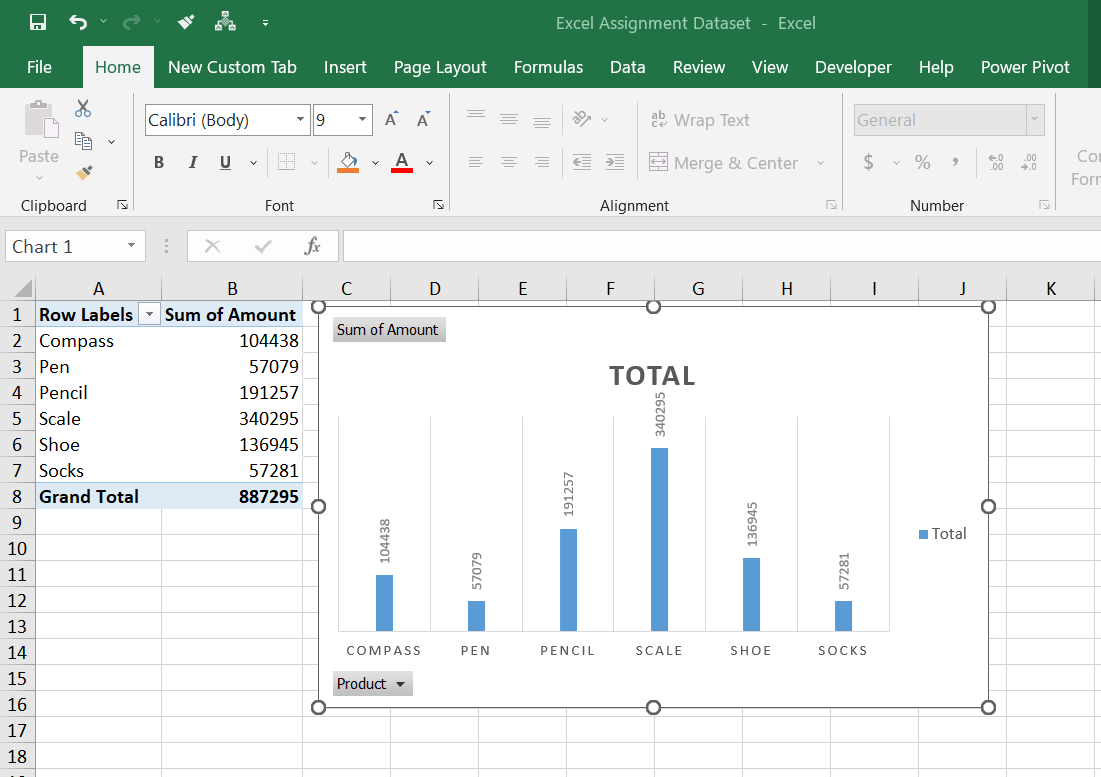 Excel Assignment Dataset - Excel
File Home New Custom Tab Insert Page Layout Formulas Data Review View Developer Help Power Pivot
Calibri (Body) 9 A A
Wrap Text
General
Paste
B I U A
Merge & Center
$ % ,
Clipboard Font Alignment Number
Chart 1 fx
A B C D E F G H I J K
1 Row Labels Sum of Amount
2 Compass 104438
3 Pen 57079
4 Pencil 191257
5 Scale 340295
6 Shoe 136945
7 Socks 57281
8 Grand Total 887295
9
10
11
12
13
14
15
16
17
18
Sum of Amount
TOTAL
104438 57079 191257 340295 136945 57281
Total
COMPASS PEN PENCIL SCALE SHOE SOCKS
Product